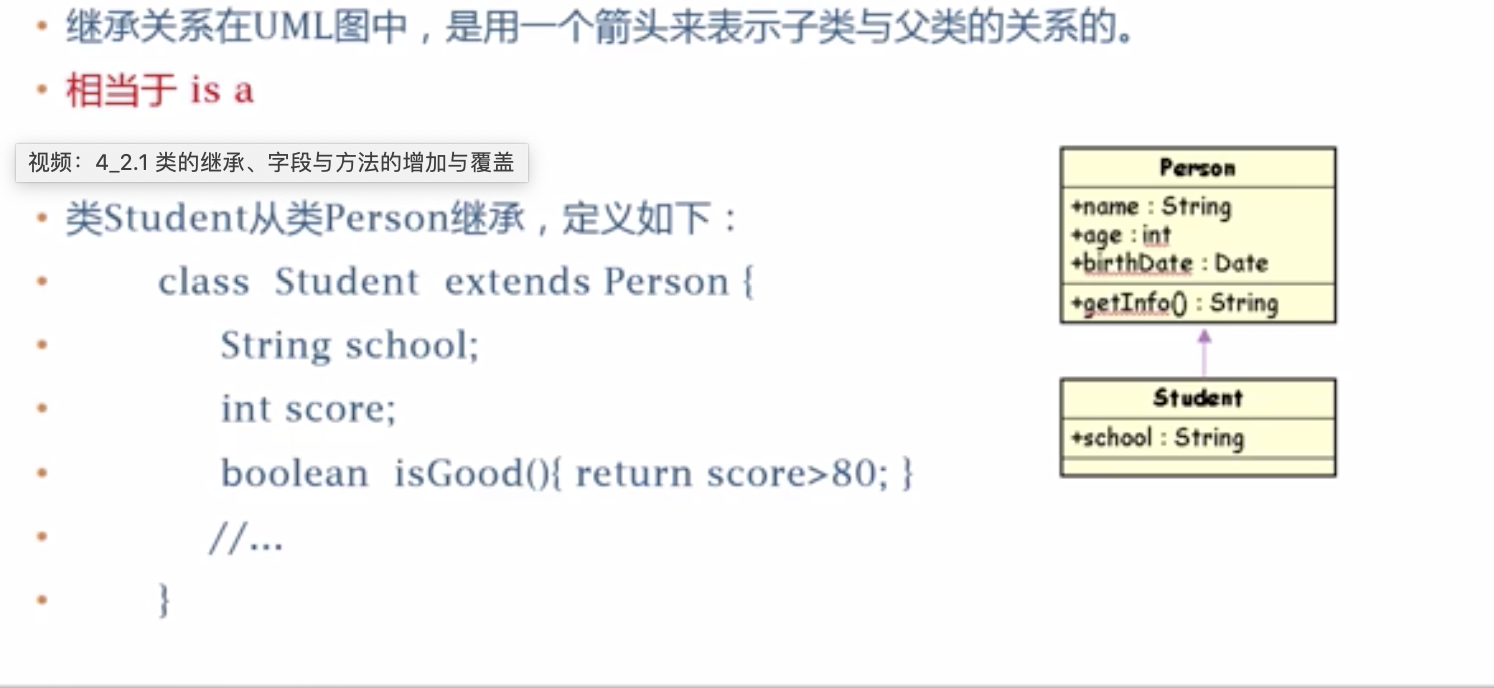 • 继承关系在UML图中，是用一个箭头来表示子类与父类的关系的。
• 相当于 is a
视频：4_2.1 类的继承、字段与方法的增加与覆盖
• 类Student从类Person继承，定义如下：
• class Student extends Person {
• String school;
• int score;
• boolean isGood(){ return score>80; }
• //...
• }
Person
+name : String
+age : int
+birthDate : Date
+getInfo() : String
Student
+school : String